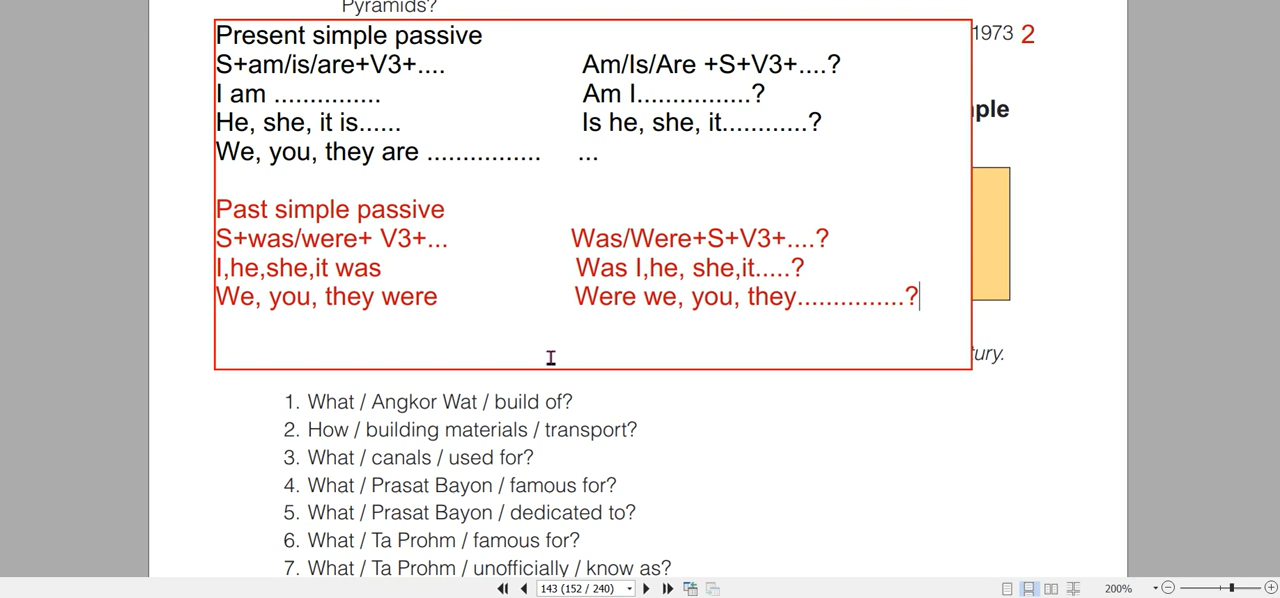 Pyramids?
Present simple passive
1973 2
S+am/is/are+V3+.... Am/Is/Are +S+V3+....?
I am ............... Am I................?
He, she, it is...... Is he, she, it............?
We, you, they are ................ ...
Past simple passive
S+was/were+ V3+... Was/Were+S+V3+....?
I,he,she,it was Was I,he, she,it.....?
We, you, they were Were we, you, they...............?
1. What / Angkor Wat / build of?
2. How / building materials / transport?
3. What / canals / used for?
4. What / Prasat Bayon / famous for?
5. What / Prasat Bayon / dedicated to?
6. What / Ta Prohm / famous for?
7. What / Ta Prohm / unofficially / know as?
143 (152 / 240)
200%